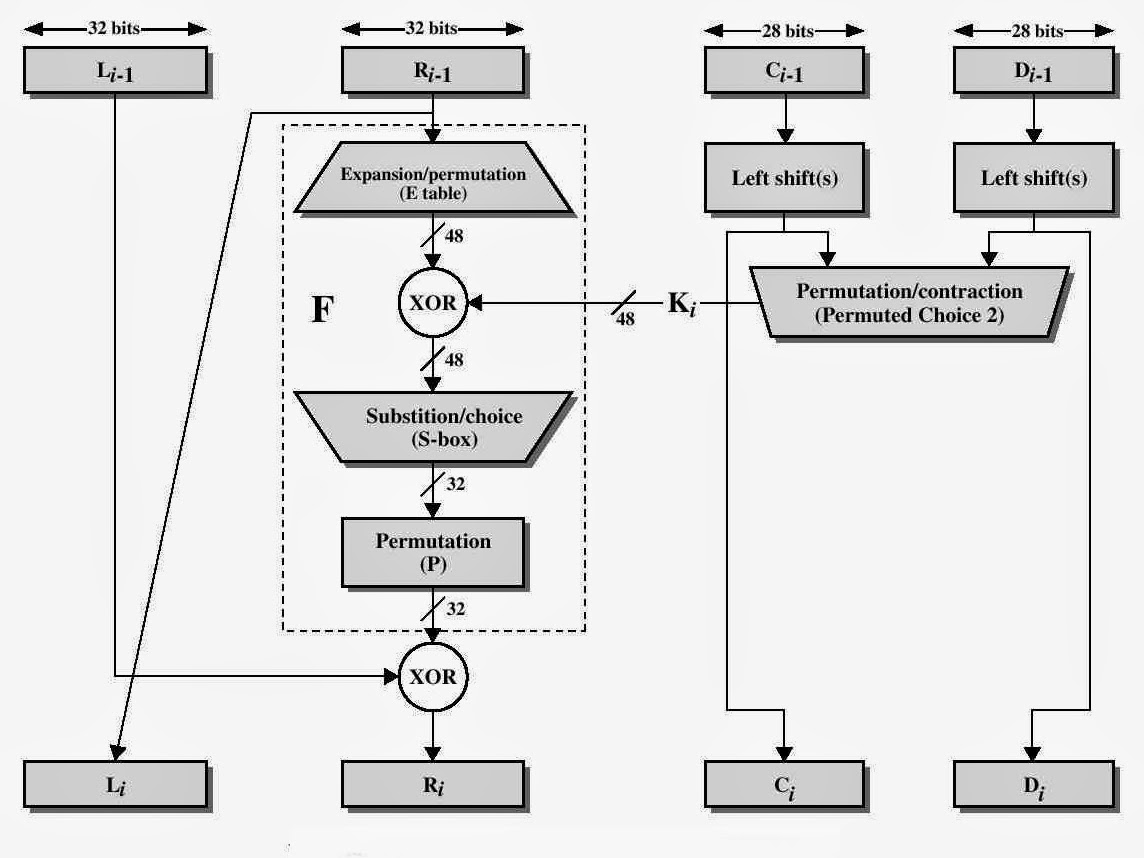 32 bits
32 bits
28 bits
28 bits
Li-1
Ri-1
Ci-1
Di-1
Expansion/permutation
(E table)
Left shift(s)
Left shift(s)
48
F
XOR
48
Ki
Permutation/contraction
(Permuted Choice 2)
48
Substition/choice
(S-box)
32
Permutation
(P)
32
XOR
Li
Ri
Ci
Di